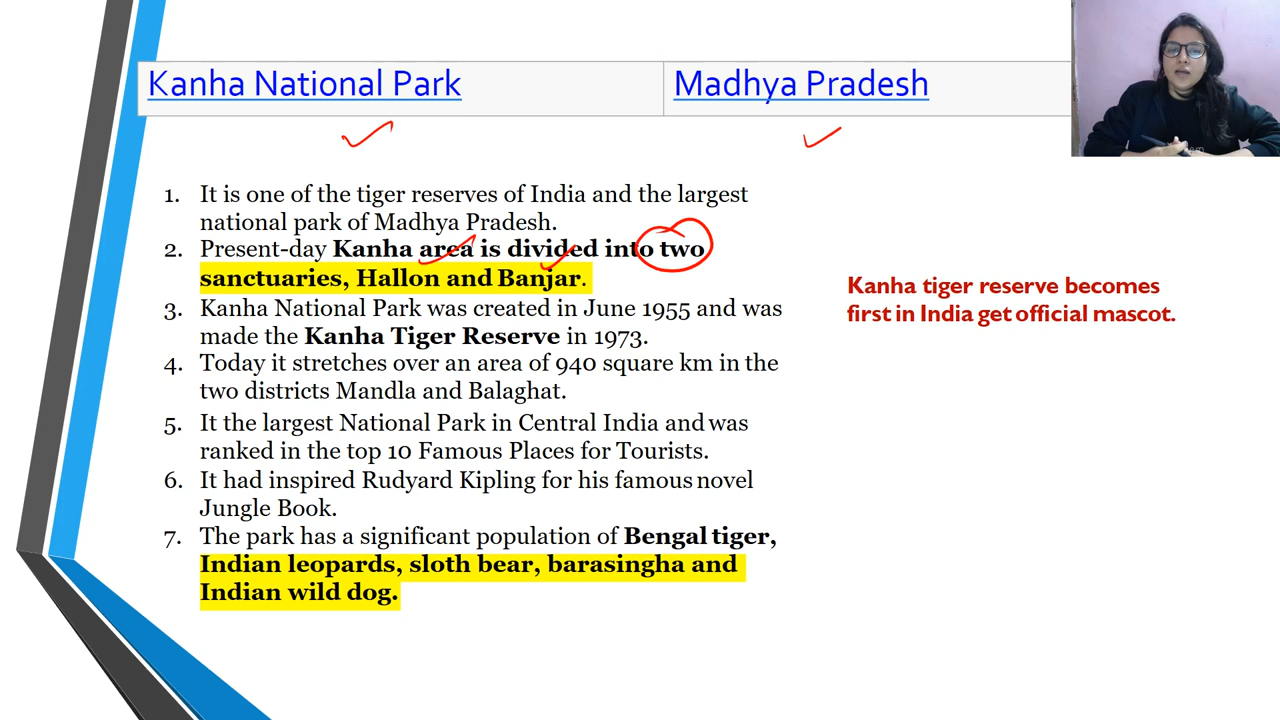 Kanha National Park
Madhya Pradesh
1. It is one of the tiger reserves of India and the largest
national park of Madhya Pradesh.
2. Present-day Kanha area is divided into two
sanctuaries, Hallon and Banjar.
3. Kanha National Park was created in June 1955 and was
made the Kanha Tiger Reserve in 1973.
4. Today it stretches over an area of 940 square km in the
two districts Mandla and Balaghat.
5. It the largest National Park in Central India and was
ranked in the top 10 Famous Places for Tourists.
6. It had inspired Rudyard Kipling for his famous novel
Jungle Book.
7. The park has a significant population of Bengal tiger,
Indian leopards, sloth bear, barasingha and
Indian wild dog.
Kanha tiger reserve becomes
first in India get official mascot.